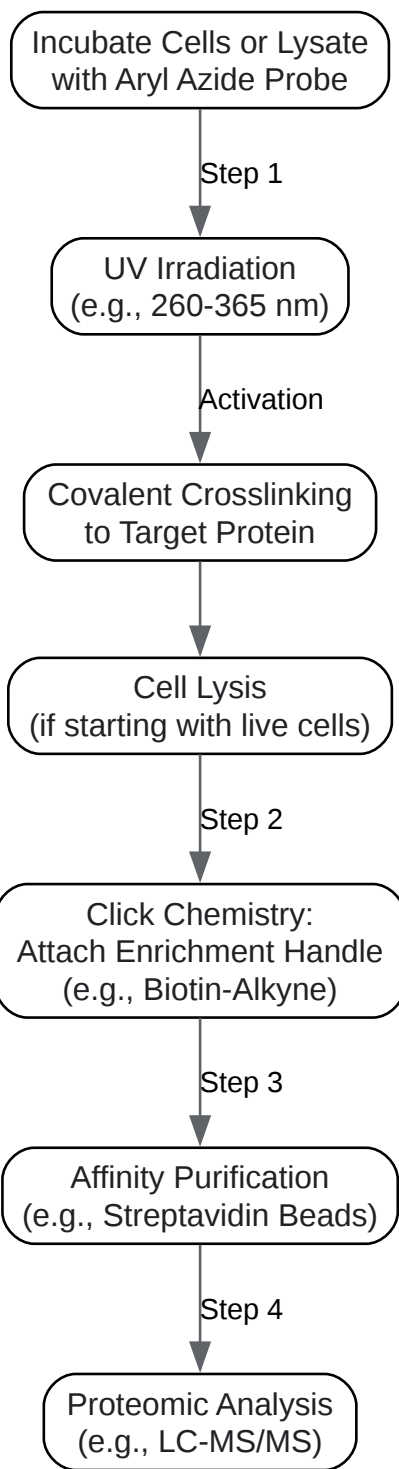 Incubate Cells or Lysate
with Aryl Azide Probe
Step 1
UV Irradiation
(e.g., 260-365 nm)
Activation
Covalent Crosslinking
to Target Protein
Cell Lysis
(if starting with live cells)
Step 2
Click Chemistry:
Attach Enrichment Handle
(e.g., Biotin-Alkyne)
Step 3
Affinity Purification
(e.g., Streptavidin Beads)
Step 4
Proteomic Analysis
(e.g., LC-MS/MS)